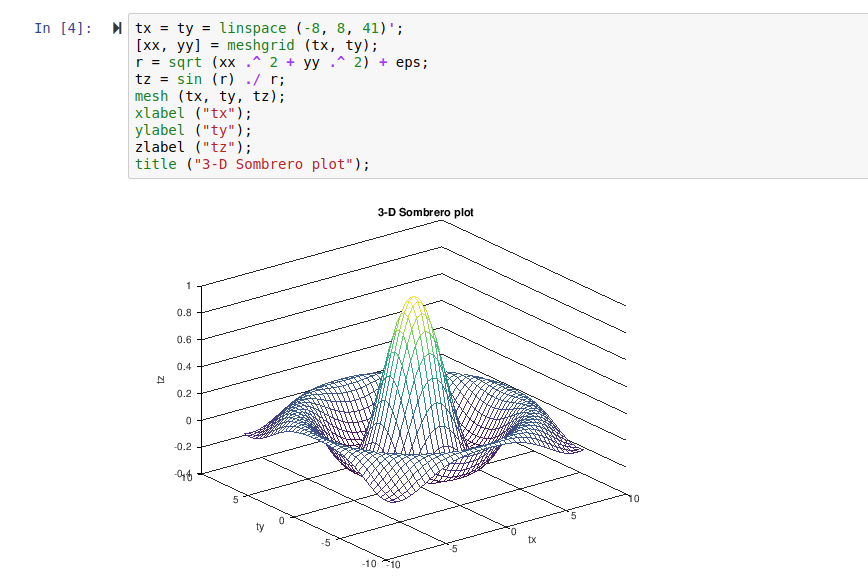 In [4]:
tx = ty = linspace (-8, 8, 41)';
[xx, yy] = meshgrid (tx, ty);
r = sqrt (xx .^ 2 + yy .^ 2) + eps;
tz = sin (r) ./ r;
mesh (tx, ty, tz);
xlabel ("tx");
ylabel ("ty");
zlabel ("tz");
title ("3-D Sombrero plot");
3-D Sombrero plot
1
0.8
0.6
0.4
0.2
0
-0.2
-0.4
tz
10
5
0
-5
-10
ty
-10
-5
0
5
10
tx